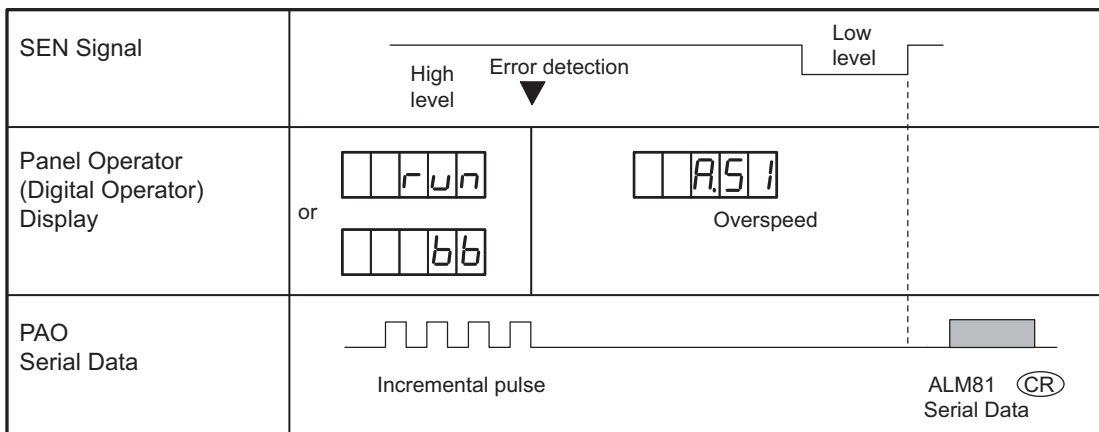 SEN Signal
High
level
Error detection
Low
level
Panel Operator
(Digital Operator)
Display
or
run
bb
A.51
Overspeed
PAO
Serial Data
Incremental pulse
ALM81 CR
Serial Data